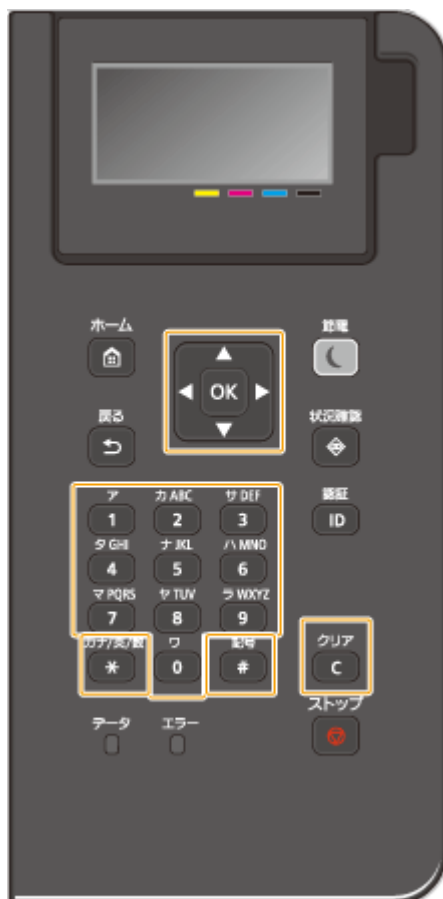 ホーム
節電
OK
戻る
状況確認
ア
カ ABC
サ DEF
認証
1
2
3
ID
タ GHI
ナ JKL
ハ MNO
4
5
6
マ PQRS
ヤ TUV
ラ WXYZ
7
8
9
カナ/英/数
ワ
記号
クリア
*
0
#
C
データ
エラー
ストップ